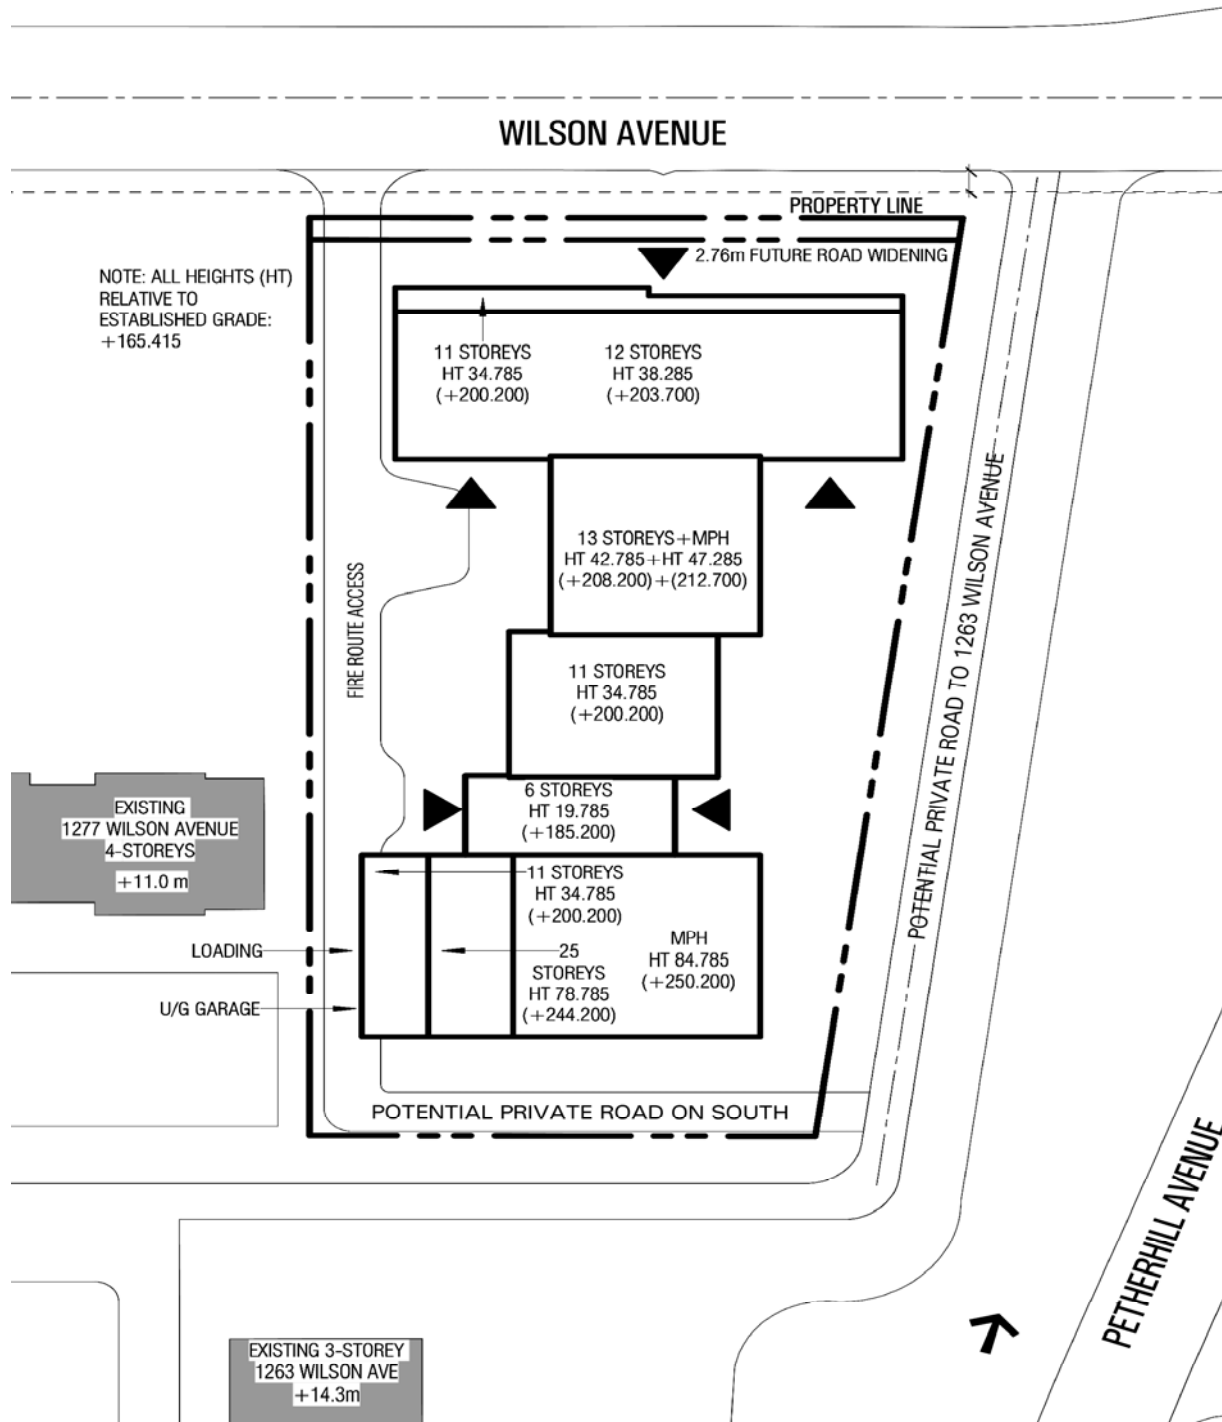 WILSON AVENUE
PROPERTY LINE
2.76m FUTURE ROAD WIDENING
NOTE: ALL HEIGHTS (HT)
RELATIVE TO
ESTABLISHED GRADE:
+165.415
11 STOREYS
HT 34.785
(+200.200)
12 STOREYS
HT 38.285
(+203.700)
13 STOREYS+MPH
HT 42.785+HT 47.285
(+208.200)+(212.700)
FIRE ROUTE ACCESS
11 STOREYS
HT 34.785
(+200.200)
POTENTIAL PRIVATE ROAD TO 1263 WILSON AVENUE
6 STOREYS
HT 19.785
(+185.200)
EXISTING
1277 WILSON AVENUE
4-STOREYS
+11.0 m
11 STOREYS
HT 34.785
(+200.200)
LOADING
25
STOREYS
HT 78.785
(+244.200)
MPH
HT 84.785
(+250.200)
U/G GARAGE
POTENTIAL PRIVATE ROAD ON SOUTH
PETHERHILL AVENUE
EXISTING 3-STOREY
1263 WILSON AVE
+14.3m